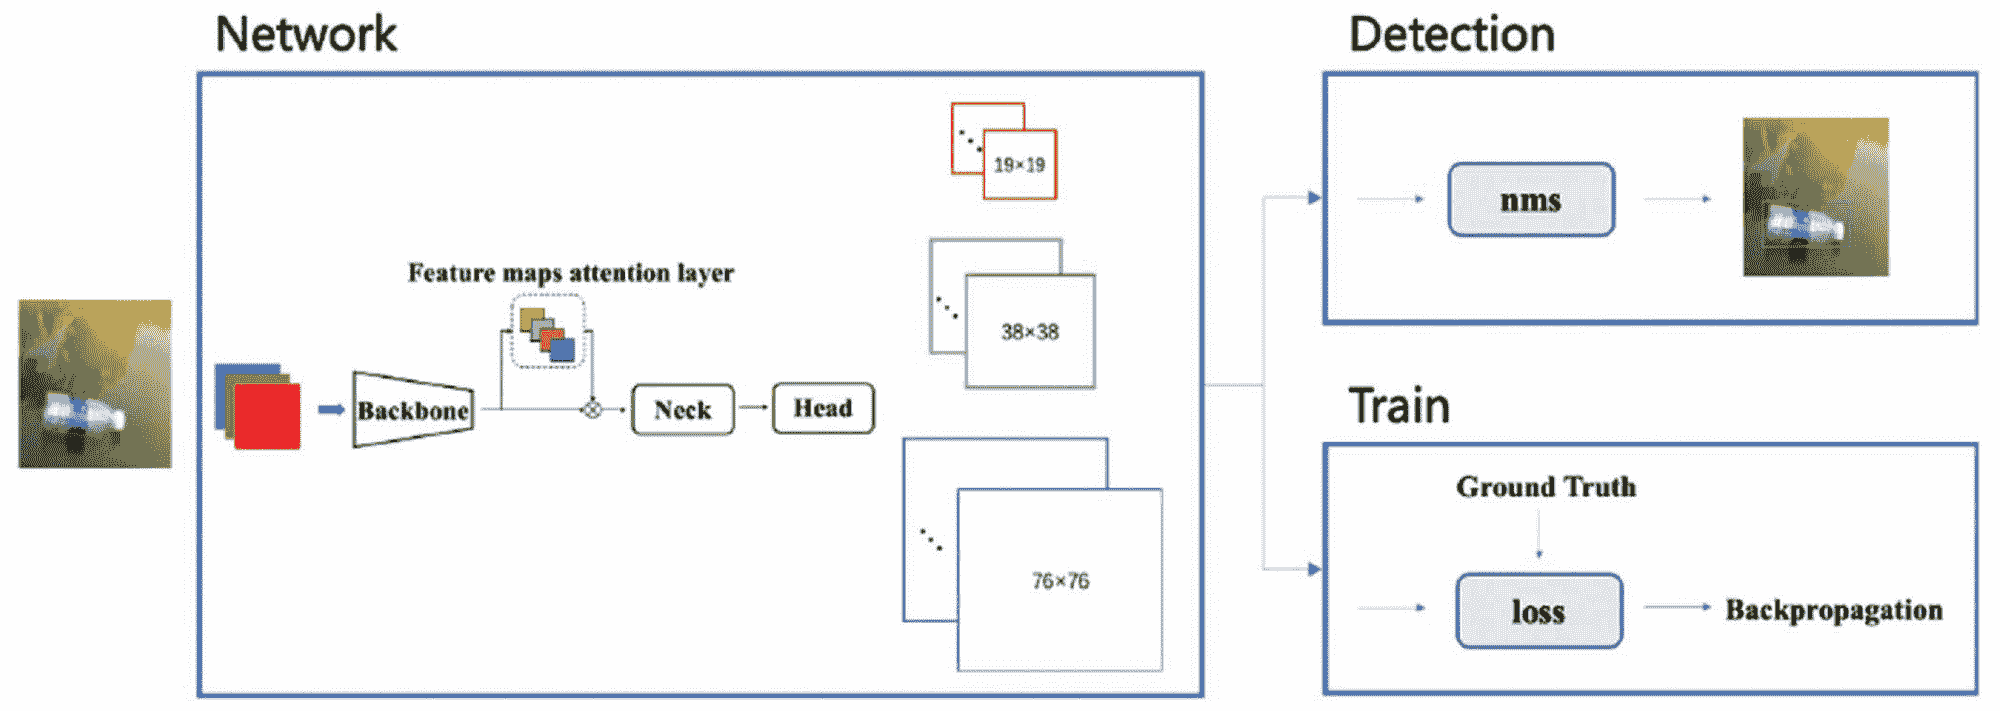 Network
Detection
19×19
nms
Feature maps attention layer
38×38
Backbone
Neck
Head
Train
Ground Truth
76×76
loss
Backpropagation